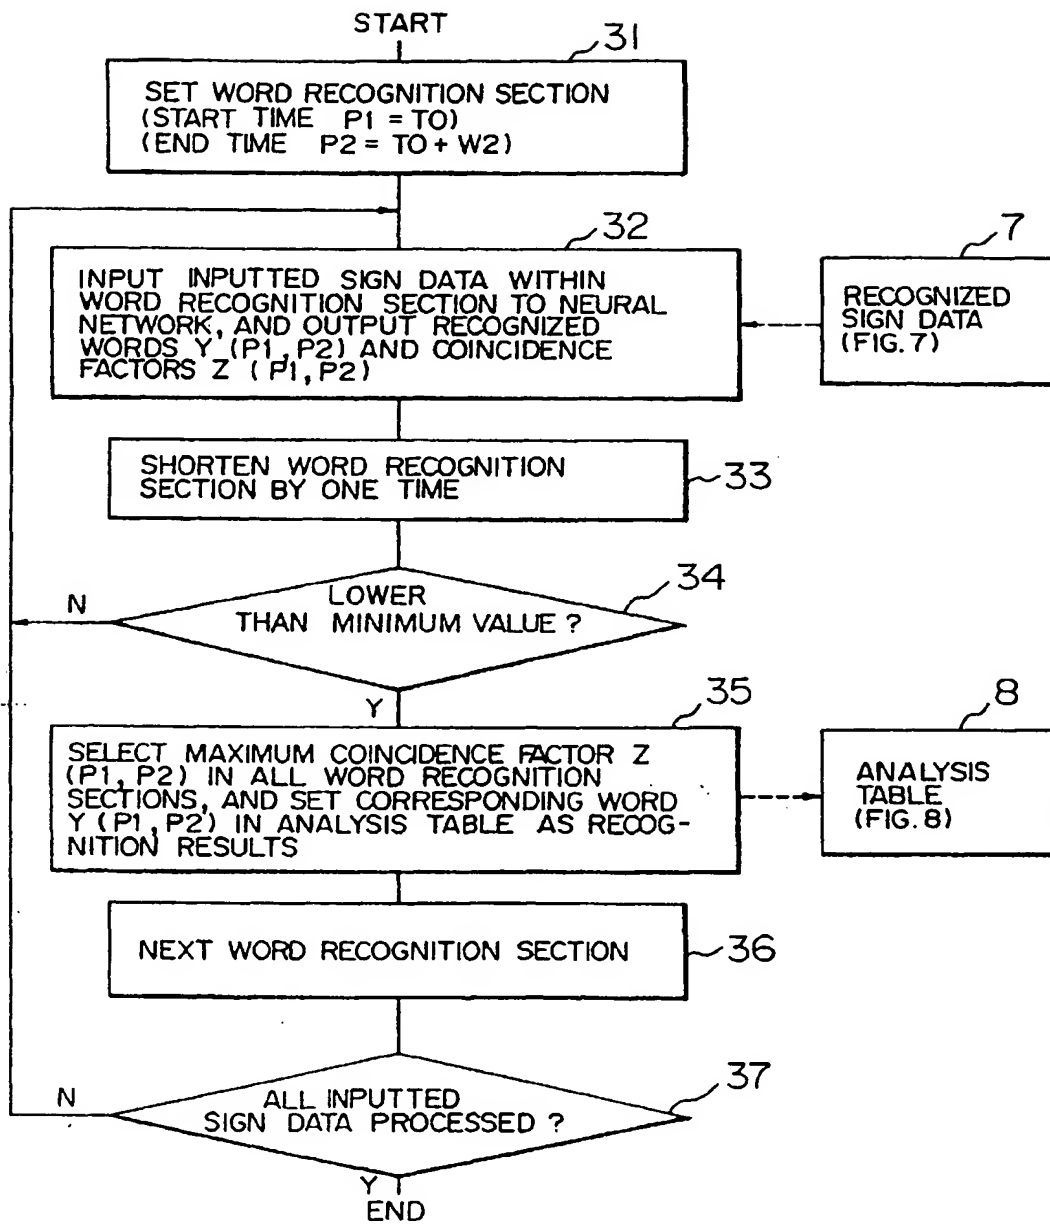 START
31
SET WORD RECOGNITION SECTION
(START TIME P1 = TO)
(END TIME P2 = TO + W2)
32
INPUT INPUTTED SIGN DATA WITHIN
WORD RECOGNITION SECTION TO NEURAL
NETWORK, AND OUTPUT RECOGNIZED
WORDS Y (P1, P2) AND COINCIDENCE
FACTORS Z (P1, P2)
7
RECOGNIZED
SIGN DATA
(FIG. 7)
SHORTEN WORD RECOGNITION
SECTION BY ONE TIME
33
34
LOWER
THAN MINIMUM VALUE ?
N
Y
35
SELECT MAXIMUM COINCIDENCE FACTOR Z
(P1, P2) IN ALL WORD RECOGNITION
SECTIONS, AND SET CORRESPONDING WORD
Y (P1, P2) IN ANALYSIS TABLE AS RECOG-
NITION RESULTS
8
ANALYSIS
TABLE
(FIG. 8)
NEXT WORD RECOGNITION SECTION
36
37
ALL INPUTTED
SIGN DATA PROCESSED ?
N
Y
END